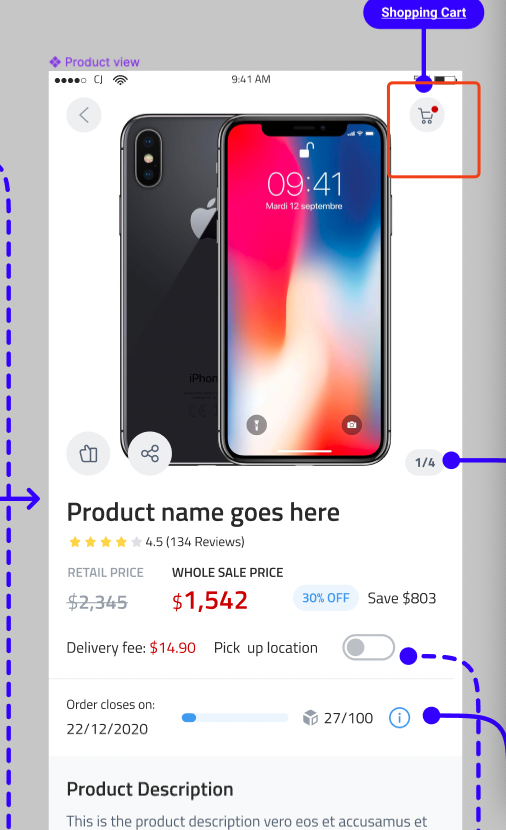 Shopping Cart
Product view
CJ
9:41 AM
09:41
Mardi 12 septembre
iPhon
1/4
Product name goes here
4.5 (134 Reviews)
RETAIL PRICE WHOLE SALE PRICE
$2,345 $1,542 30% OFF Save $803
Delivery fee: $14.90 Pick up location
Order closes on:
22/12/2020
27/100
Product Description
This is the product description vero eos et accusamus et